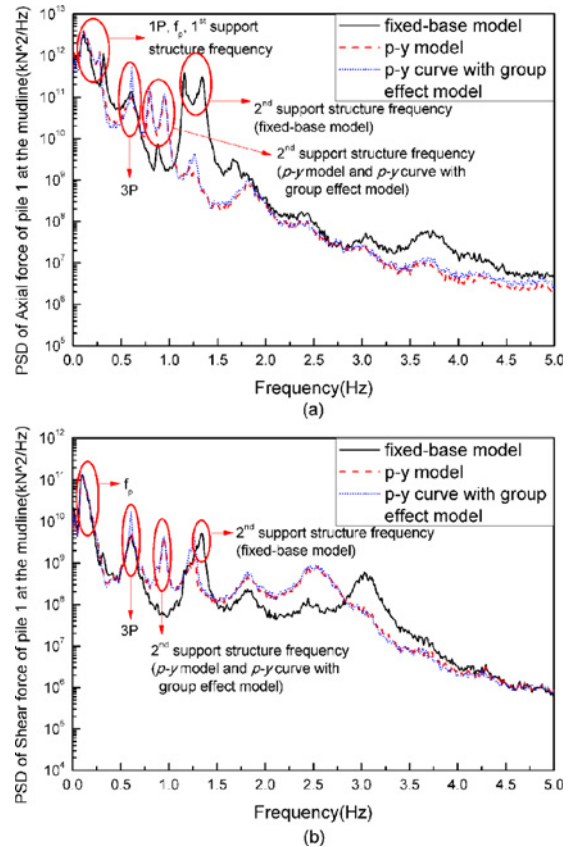 fixed-base model
p-y model
p-y curve with group
effect model
1P, fp, 1st support
structure frequency
2nd support structure frequency
(fixed-base model)
2nd support structure frequency
(p-y model and p-y curve with
group effect model)
3P
PSD of Axial force of pile 1 at the mudline(kN^2/Hz)
10^13
10^12
10^11
10^10
10^9
10^8
10^7
10^6
10^5
0.0 0.5 1.0 1.5 2.0 2.5 3.0 3.5 4.0 4.5 5.0
Frequency(Hz)
(a)
fixed-base model
p-y model
p-y curve with group
effect model
fp
2nd support structure frequency
(fixed-base model)
3P
2nd support structure frequency
(p-y model and p-y curve with
group effect model)
PSD of Shear force of pile 1 at the mudline(kN^2/Hz)
10^12
10^11
10^10
10^9
10^8
10^7
10^6
10^5
10^4
0.0 0.5 1.0 1.5 2.0 2.5 3.0 3.5 4.0 4.5 5.0
Frequency(Hz)
(b)